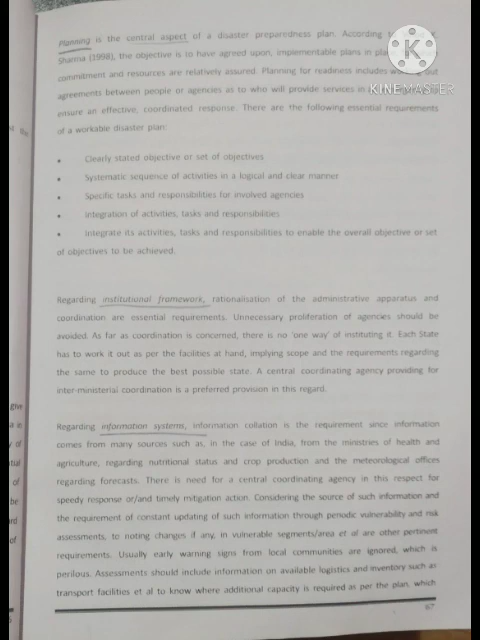 Planning is the central aspect of a disaster preparedness plan. According
Sharma (1998), the objective is to have agreed upon, implementable plans in
KINEMASTER
commitment and resources are relatively assured. Planning for readiness includes
agreements between people or agencies as to who will provide services in
ensure an effective, coordinated response. There are the following essential requirements
of a workable disaster plan:
• Clearly stated objective or set of objectives
• Systematic sequence of activities in a logical and clear manner
• Specific tasks and responsibilities for involved agencies
• Integration of activities, tasks and responsibilities
• Integrate its activities, tasks and responsibilities to enable the overall objective or set
of objectives to be achieved.
Regarding institutional framework, rationalisation of the administrative apparatus and
coordination are essential requirements. Unnecessary proliferation of agencies should be
avoided. As far as coordination is concerned, there is no 'one way' of instituting it. Each State
has to work it out as per the facilities at hand, implying scope and the requirements regarding
the same to produce the best possible state. A central coordinating agency providing for
inter-ministerial coordination is a preferred provision in this regard.
Regarding information systems, information collation is the requirement since information
comes from many sources such as, in the case of India, from the ministries of health and
agriculture, regarding nutritional status and crop production and the meteorological offices
regarding forecasts. There is need for a central coordinating agency in this respect for
speedy response or/and timely mitigation action. Considering the source of such information and
the requirement of constant updating of such information through periodic vulnerability and risk
assessments, to noting changes if any, in vulnerable segments/area et al are other pertinent
requirements. Usually early warning signs from local communities are ignored, which is
perilous. Assessments should include information on available logistics and inventory such as
transport facilities et al to know where additional capacity is required as per the plan, which
67